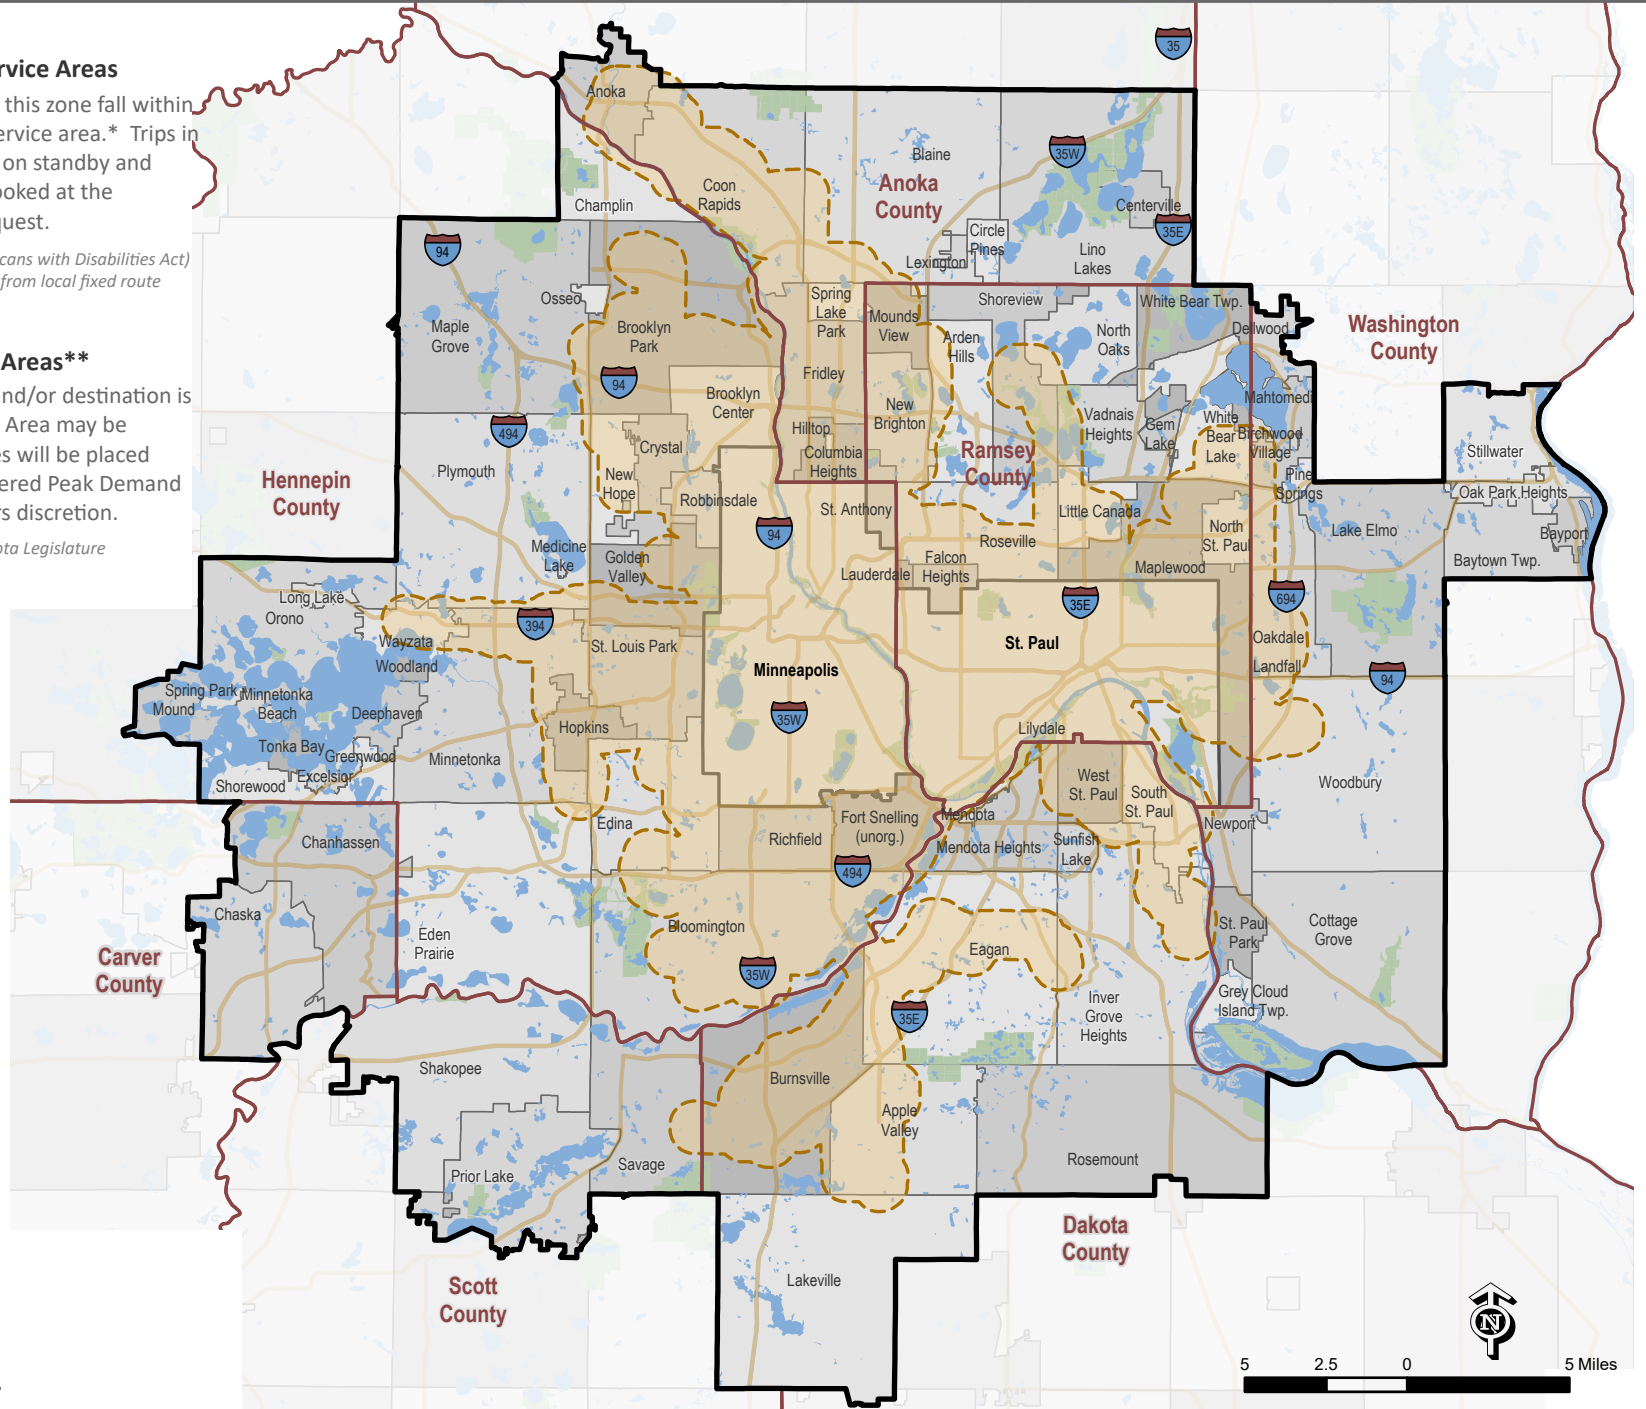 rvice Areas
this zone fall within
ervice area.* Trips in
on standby and
ooked at the
quest.
cans with Disabilities Act)
from local fixed route
Areas**
nd/or destination is
Area may be
es will be placed
ered Peak Demand
rs discretion.
ota Legislature
35
Anoka
Blaine
35W
Anoka
County
Coon
Rapids
Champlin
Centerville
35E
Circle
Pines
Lexington
Lino
Lakes
94
Osseo
Maple
Grove
Brooklyn
Park
Spring
Lake
Park
Mounds
View
Shoreview
Arden
Hills
North
Oaks
White Bear Twp.
Dellwood
Washington
County
94
Fridley
Brooklyn
Center
New
Brighton
Mahtomedi
494
Hilltop
Columbia
Heights
Vadnais
Heights
Gem
Lake
White
Bear
Lake
Birchwood
Village
Ramsey
County
Crystal
Plymouth
New
Hope
Robbinsdale
Pine
Springs
Stillwater
Oak Park Heights
Hennepin
County
St. Anthony
Little Canada
North
St. Paul
Lake Elmo
Bayport
94
Roseville
Medicine
Lake
Golden
Valley
Lauderdale
Falcon
Heights
Maplewood
Baytown Twp.
Long Lake
Orono
394
35E
694
Wayzata
St. Louis Park
Minneapolis
St. Paul
Oakdale
Landfall
94
Woodland
Spring Park
Mound
Minnetonka
Beach
Deephaven
35W
Hopkins
Lilydale
Tonka Bay
Greenwood
Excelsior
Shorewood
Minnetonka
West
St. Paul
South
St. Paul
Woodbury
Edina
Richfield
Fort Snelling
(unorg.)
Mendota
Mendota Heights
Sunfish
Lake
Newport
Chanhassen
494
Chaska
Eden
Prairie
Bloomington
Eagan
St. Paul
Park
Cottage
Grove
Carver
County
35W
35E
Inver
Grove
Heights
Grey Cloud
Island Twp.
Shakopee
Burnsville
Apple
Valley
Prior Lake
Savage
Rosemount
Dakota
County
Scott
County
Lakeville
N
5 2.5 0 5 Miles